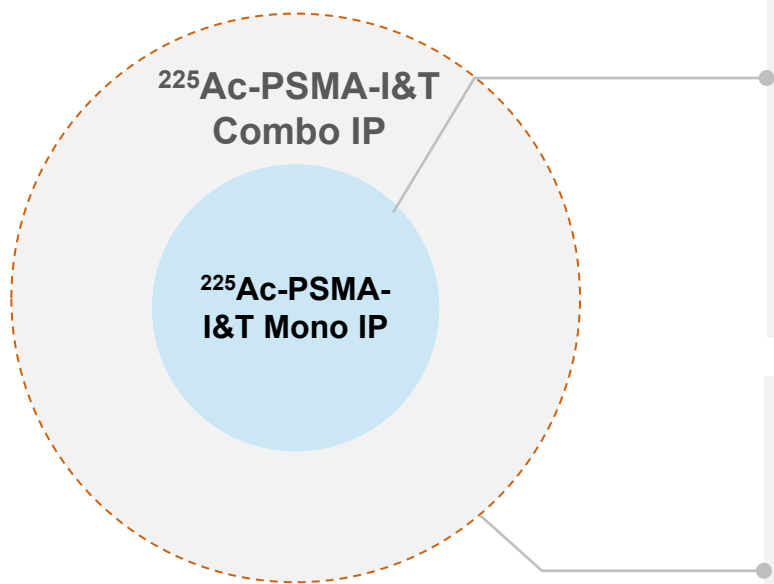 ²²⁵Ac-PSMA-I&T
Combo IP
²²⁵Ac-PSMA-
I&T Mono IP